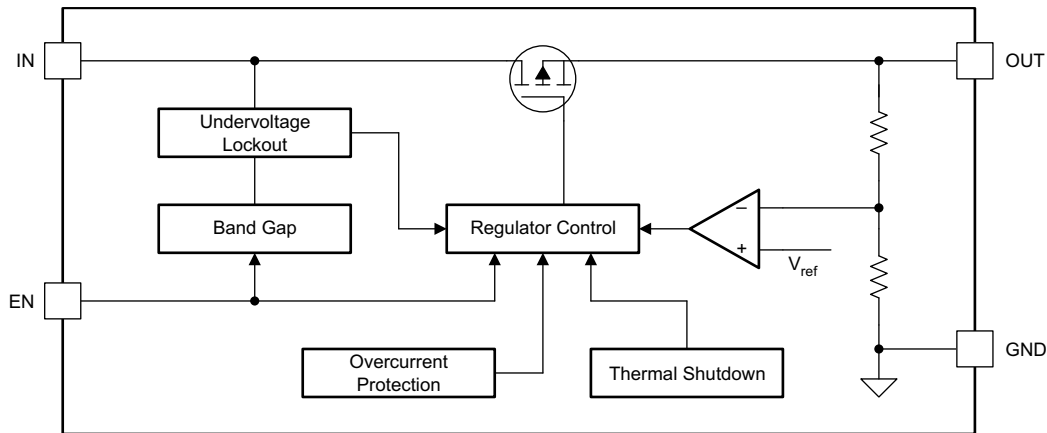 IN
OUT
Undervoltage
Lockout
Band Gap
Regulator Control
−
+
Vref
EN
Overcurrent
Protection
Thermal Shutdown
GND